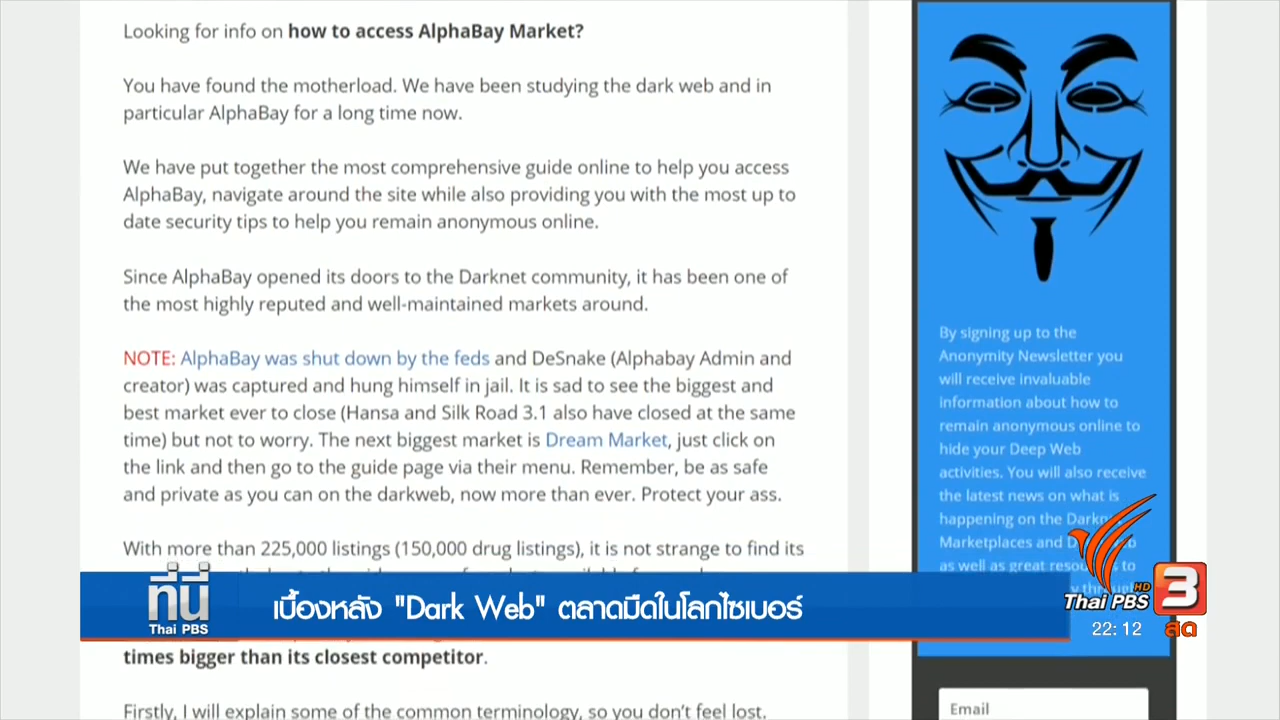 Looking for info on how to access AlphaBay Market?
You have found the motherload. We have been studying the dark web and in
particular AlphaBay for a long time now.
We have put together the most comprehensive guide online to help you access
AlphaBay, navigate around the site while also providing you with the most up to
date security tips to help you remain anonymous online.
Since AlphaBay opened its doors to the Darknet community, it has been one of
the most highly reputed and well-maintained markets around.
NOTE: AlphaBay was shut down by the feds and DeSnake (Alphabay Admin and
creator) was captured and hung himself in jail. It is sad to see the biggest and
best market ever to close (Hansa and Silk Road 3.1 also have closed at the same
time) but not to worry. The next biggest market is Dream Market, just click on
the link and then go to the guide page via their menu. Remember, be as safe
and private as you can on the darkweb, now more than ever. Protect your ass.
With more than 225,000 listings (150,000 drug listings), it is not strange to find its
times bigger than its closest competitor.
Firstly, I will explain some of the common terminology, so you don't feel lost.
By signing up to the
Anonymity Newsletter you
will receive invaluable
information about how to
remain anonymous online to
hide your Deep Web
activities. You will also receive
the latest news on what is
happening on the
Marketplaces and
as well as great to
Email
ที่นี่
Thai PBS
เบื้องหลัง "Dark Web" ตลาดมืดในโลกไซเบอร์
Thai PBS HD 3
22:12 สด